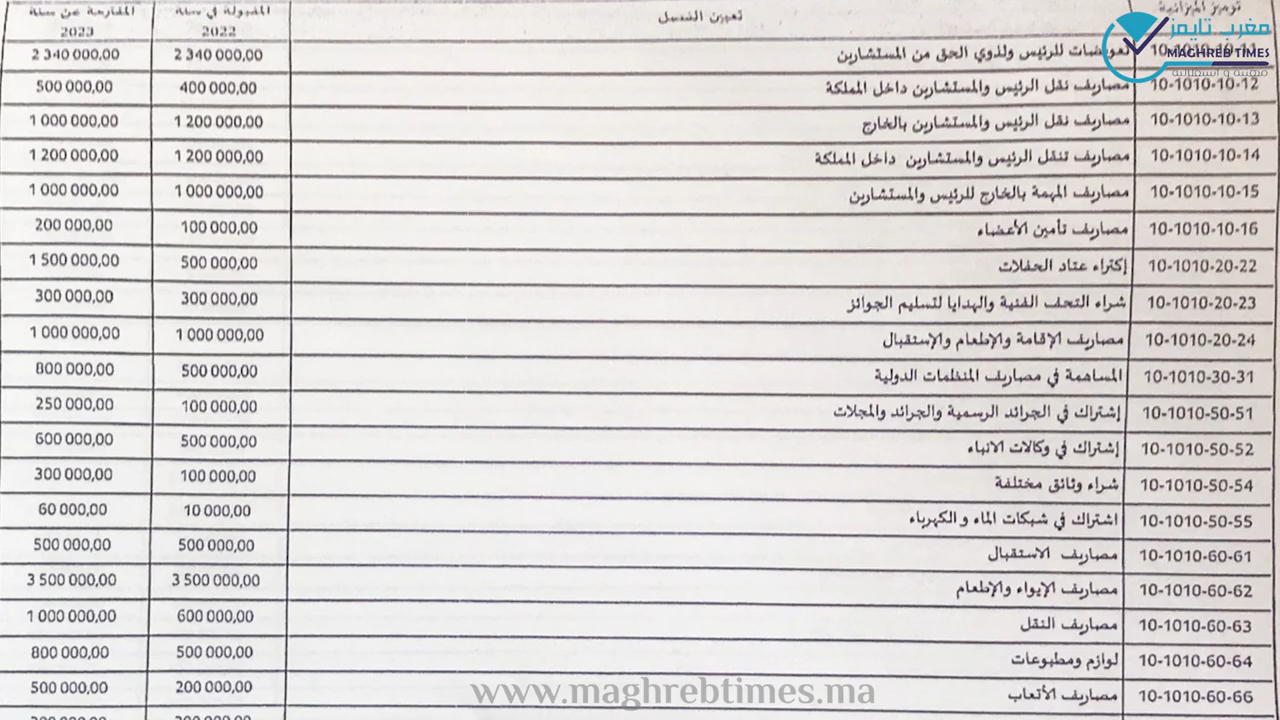 ترميز الميزانية تعيين الفصل المقبولة في سنة 2022 المقترحة عن سنة 2023
مغرب تايمز
MAGHREB TIMES
10-1010-10-11 تعويضات للرئيس ولذوي الحق من المستشارين 2 340 000,00 2 340 000,00
10-1010-10-12 مصاريف نقل الرئيس والمستشارين داخل المملكة 400 000,00 500 000,00
10-1010-10-13 مصاريف نقل الرئيس والمستشارين بالخارج 1 200 000,00 1 000 000,00
10-1010-10-14 مصاريف تنقل الرئيس والمستشارين داخل المملكة 1 200 000,00 1 200 000,00
10-1010-10-15 مصاريف المهمة بالخارج للرئيس والمستشارين 1 000 000,00 1 000 000,00
10-1010-10-16 مصاريف تأمين الأعضاء 100 000,00 200 000,00
10-1010-20-22 إكتراء عتاد الحفلات 500 000,00 1 500 000,00
10-1010-20-23 شراء التحف الفنية والهدايا لتسليم الجوائز 300 000,00 300 000,00
10-1010-20-24 مصاريف الإقامة والإطعام والإستقبال 1 000 000,00 1 000 000,00
10-1010-30-31 المساهمة في مصاريف المنظمات الدولية 500 000,00 800 000,00
10-1010-50-51 إشتراك في الجرائد الرسمية والجرائد والمجلات 100 000,00 250 000,00
10-1010-50-52 إشتراك في وكالات الانباء 500 000,00 600 000,00
10-1010-50-54 شراء وثائق مختلفة 100 000,00 300 000,00
10-1010-50-55 اشتراك في شبكات الماء و الكهرباء 10 000,00 60 000,00
10-1010-60-61 مصاريف الاستقبال 500 000,00 500 000,00
10-1010-60-62 مصاريف الإيواء والإطعام 3 500 000,00 3 500 000,00
10-1010-60-63 مصاريف النقل 600 000,00 1 000 000,00
10-1010-60-64 لوازم ومطبوعات 500 000,00 800 000,00
10-1010-60-66 مصاريف الأتعاب 200 000,00 500 000,00
www.maghrebtimes.ma